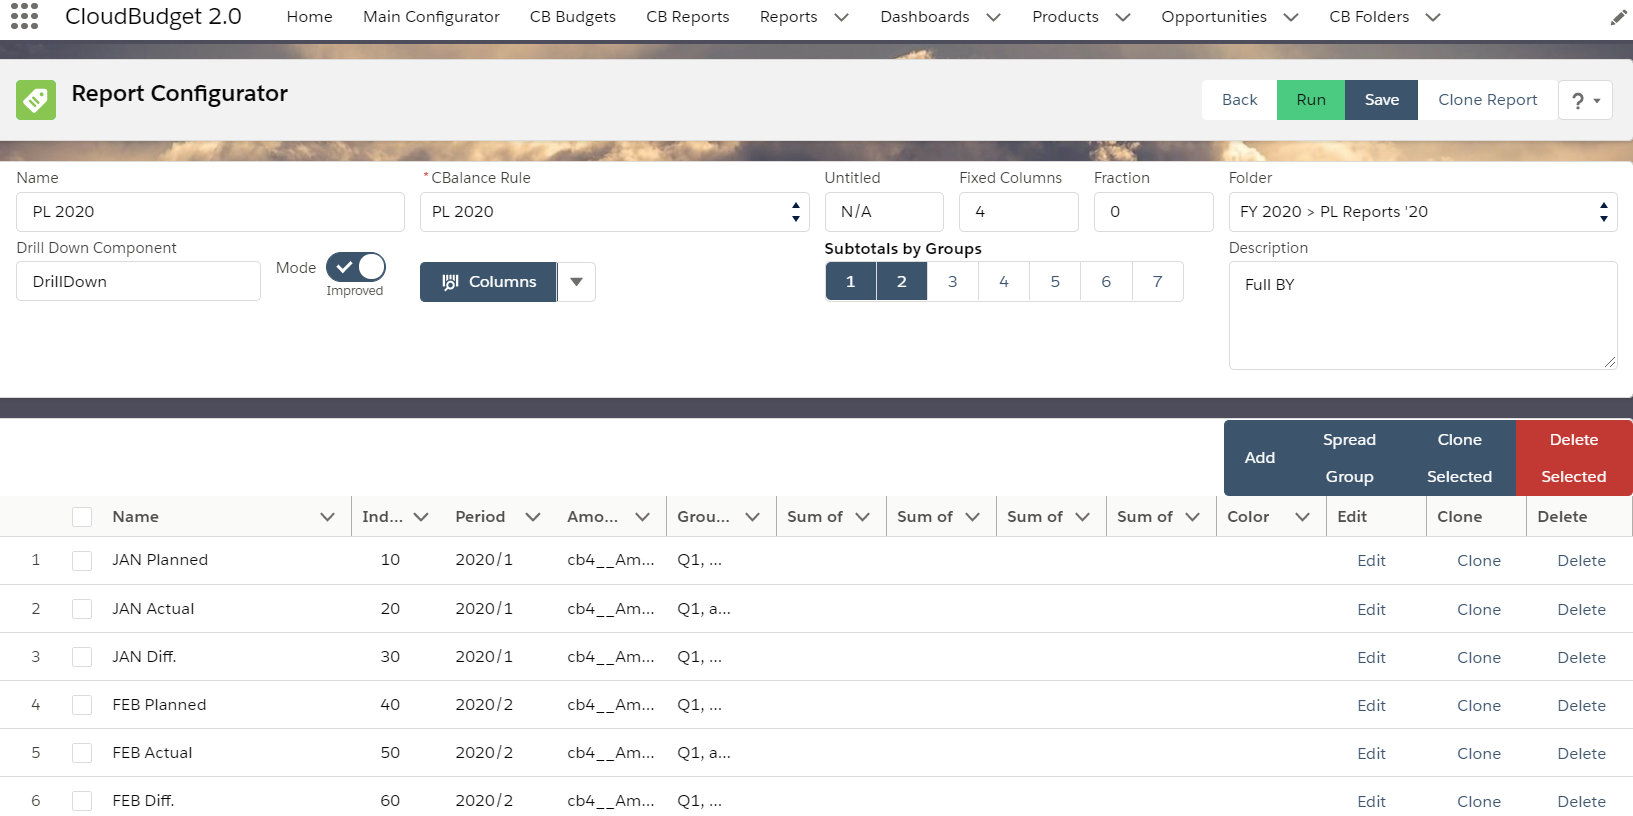 CloudBudget 2.0 Home Main Configurator CB Budgets CB Reports Reports Dashboards Products Opportunities CB Folders
Report Configurator Back Run Save Clone Report ?
Name *CBalance Rule Untitled Fixed Columns Fraction Folder
PL 2020 PL 2020 N/A 4 0 FY 2020 > PL Reports '20
Drill Down Component Subtotals by Groups Description
DrillDown Mode Improved Columns 1 2 3 4 5 6 7 Full BY
Add Spread Group Clone Selected Delete Selected
Name Ind... Period Amo... Grou... Sum of Sum of Sum of Sum of Color Edit Clone Delete
1 JAN Planned 10 2020/1 cb4__Am... Q1, ... Edit Clone Delete
2 JAN Actual 20 2020/1 cb4__Am... Q1, a... Edit Clone Delete
3 JAN Diff. 30 2020/1 cb4__Am... Q1, ... Edit Clone Delete
4 FEB Planned 40 2020/2 cb4__Am... Q1, ... Edit Clone Delete
5 FEB Actual 50 2020/2 cb4__Am... Q1, a... Edit Clone Delete
6 FEB Diff. 60 2020/2 cb4__Am... Q1, ... Edit Clone Delete